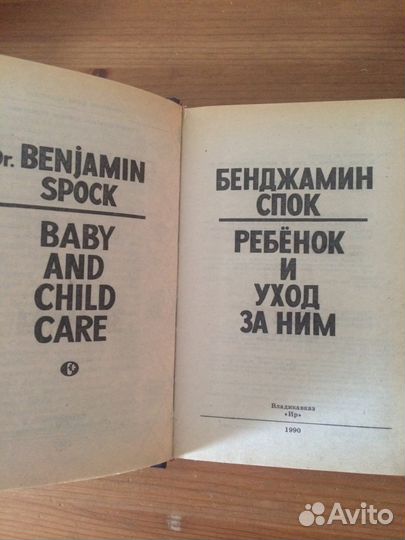 Dr. BENjAMIN
SPOCK
BABY
AND
CHILD
CARE
БЕНДЖАМИН
СПОК
РЕБЁНОК
И
УХОД
ЗА НИМ
Владикавказ
«Ир»
1990
Avito